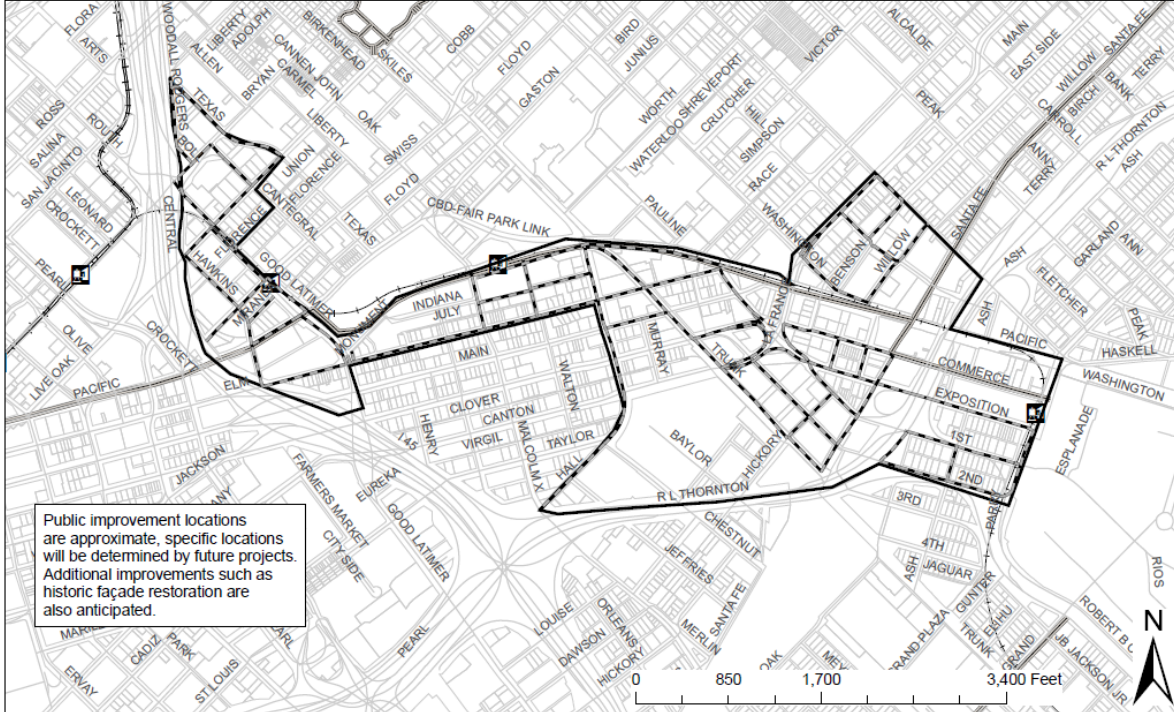 FLORA
ARTS
WOODALL RODGERS
LIBERTY
ADOLPH
ALLEN
BRYAN
CANNEN JOHN
CARMEL
BIRKENHEAD
SKILES
COBB
FLOYD
GASTON
BIRD
JUNIUS
WORTH
WATERLOO
SHREVEPORT
CRUTCHER
HILL
SIMPSON
RACE
VICTOR
ALCALDE
PEAK
MAIN
EAST SIDE
WILLOW
SANTA FE
BANK
TERRY
BIRCH
CARROLL
ANN
TERRY
R L THORNTON
ASH
ROSS
SALINA
ROUTH
SAN JACINTO
LEONARD
CROCKETT
PEARL
TEXAS
BOLL
LIBERTY
OAK
SWISS
FLOYD
UNION
FLORENCE
CANTEGRAL
TEXAS
CENTRAL
FLORENCE
HAWKINS
MIRANDA
GOOD LATIMER
CBD-FAIR PARK LINK
PAULINE
WASHINGTON
BENSON
WILLOW
SANTA FE
ASH
GARLAND
ANN
FLETCHER
ASH
PEAK
PACIFIC
HASKELL
WASHINGTON
OLIVE
LIVE OAK
CROCKETT
PACIFIC
ELM
INDIANA
JULY
MAIN
CLOVER
CANTON
VIRGIL
TAYLOR
WALTON
MALCOLM X
HENRY
HALL
MURRAY
TRUNK
BAYLOR
HICKORY
R L THORNTON
COMMERCE
EXPOSITION
1ST
2ND
3RD
4TH
JAGUAR
ASH
ESPLANADE
I45
JACKSON
FARMERS MARKET
CITY SIDE
EUREKA
GOOD LATIMER
PEARL
CHESTNUT
JEFFRIES
SANTA FE
MERLIN
LOUISE
DAWSON
ORLEANS
HICKORY
OAK
GRAND PLAZA
GUNTER
TRUNK
ELIHU
GRAND
RIOS
JB JACKSON JR
Public improvement locations
are approximate, specific locations
will be determined by future projects.
Additional improvements such as
historic façade restoration are
also anticipated.
CADIZ
PARK
ERVAY
ST LOUIS
0 850 1,700 3,400 Feet
N